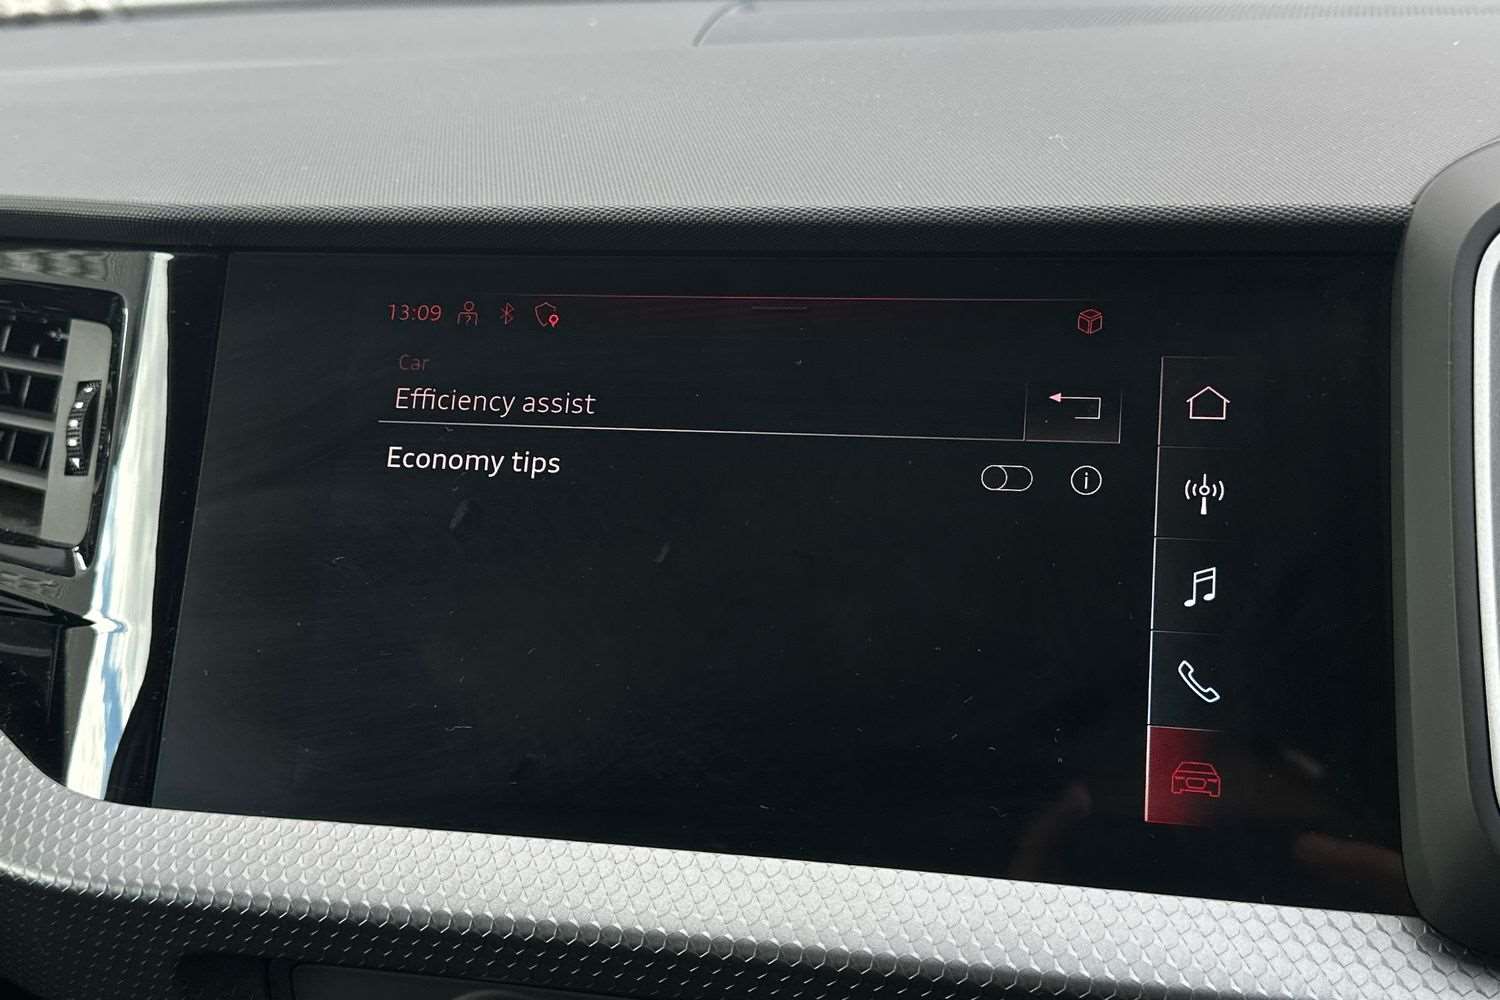 13:09
Car
Efficiency assist
Economy tips